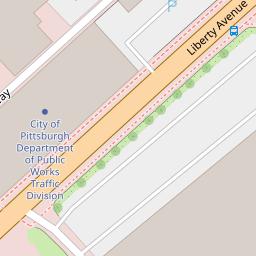 Liberty Avenue
City of
Pittsburgh
Department
of Public
Works
Traffic
Division